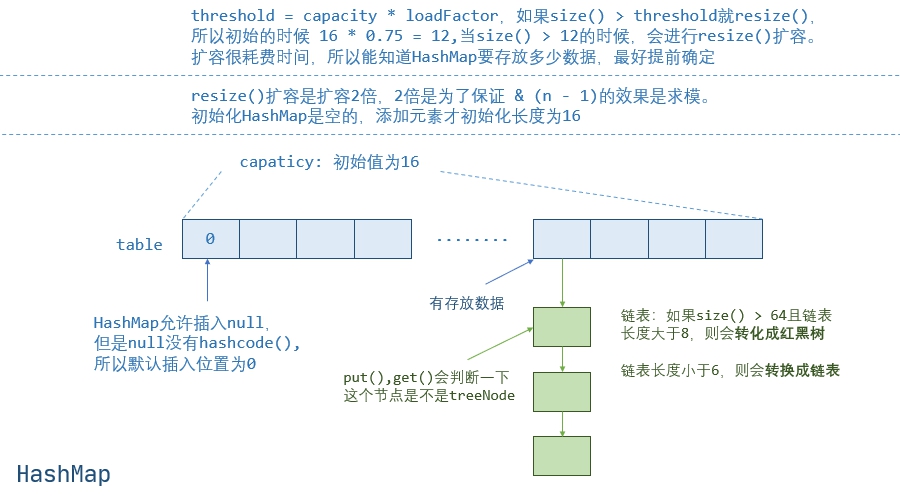 threshold = capacity * loadFactor，如果size() > threshold就resize()，
所以初始的时候 16 * 0.75 = 12,当size() > 12的时候，会进行resize()扩容。
扩容很耗费时间，所以能知道HashMap要存放多少数据，最好提前确定
resize()扩容是扩容2倍，2倍是为了保证 & (n - 1)的效果是求模。
初始化HashMap是空的，添加元素才初始化长度为16
capaticy: 初始值为16
table
0
........
有存放数据
HashMap允许插入null，
但是null没有hashcode(),
所以默认插入位置为0
链表：如果size() > 64且链表
长度大于8，则会转化成红黑树
链表长度小于6，则会转换成链表
put(),get()会判断一下
这个节点是不是treeNode
HashMap